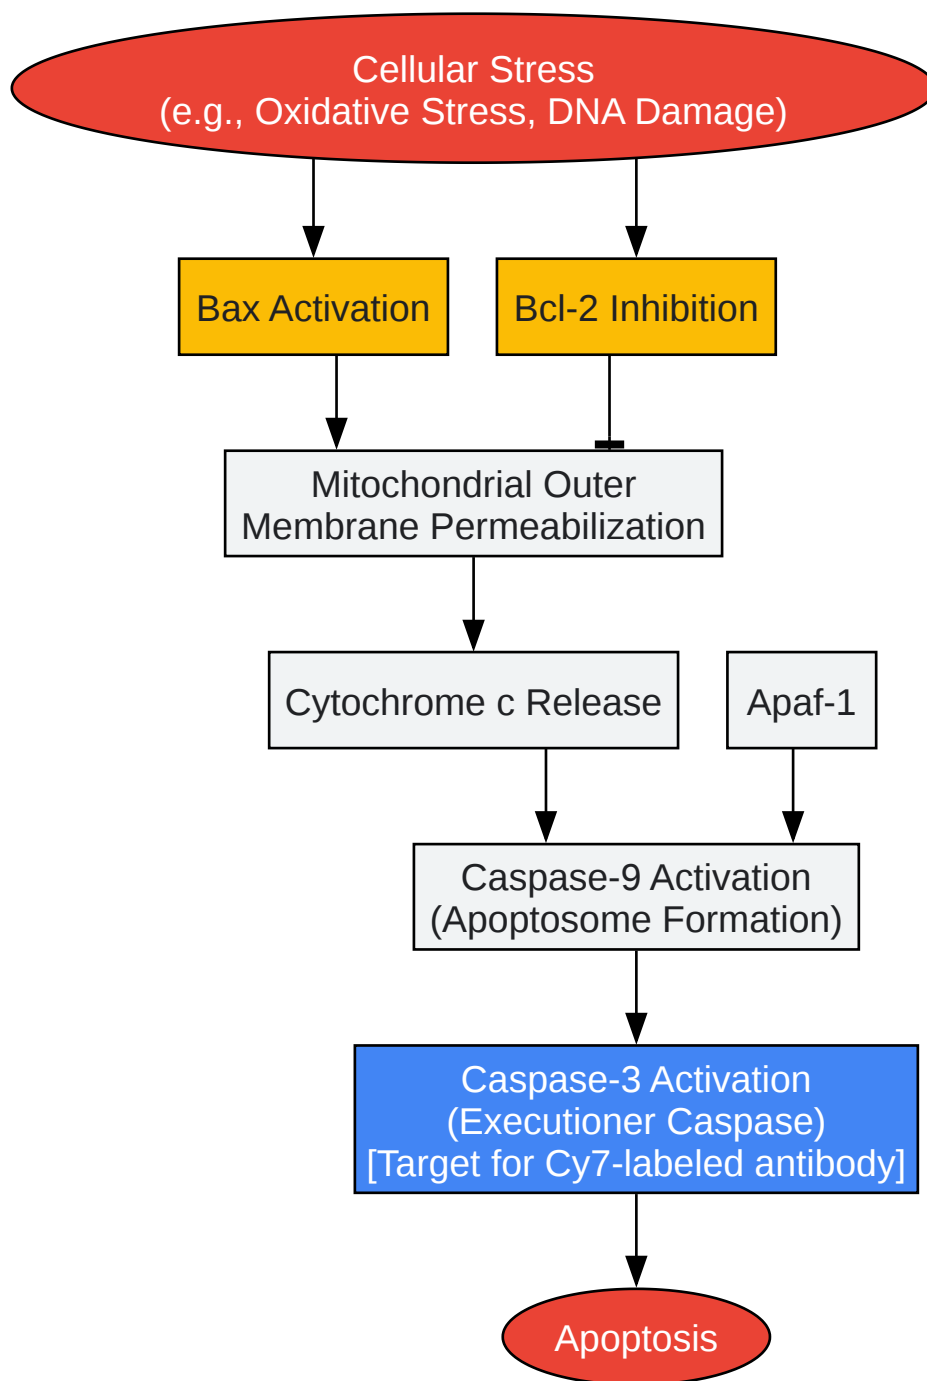 Cellular Stress
(e.g., Oxidative Stress, DNA Damage)
Bax Activation
Bcl-2 Inhibition
Mitochondrial Outer
Membrane Permeabilization
Cytochrome c Release
Apaf-1
Caspase-9 Activation
(Apoptosome Formation)
Caspase-3 Activation
(Executioner Caspase)
[Target for Cy7-labeled antibody]
Apoptosis